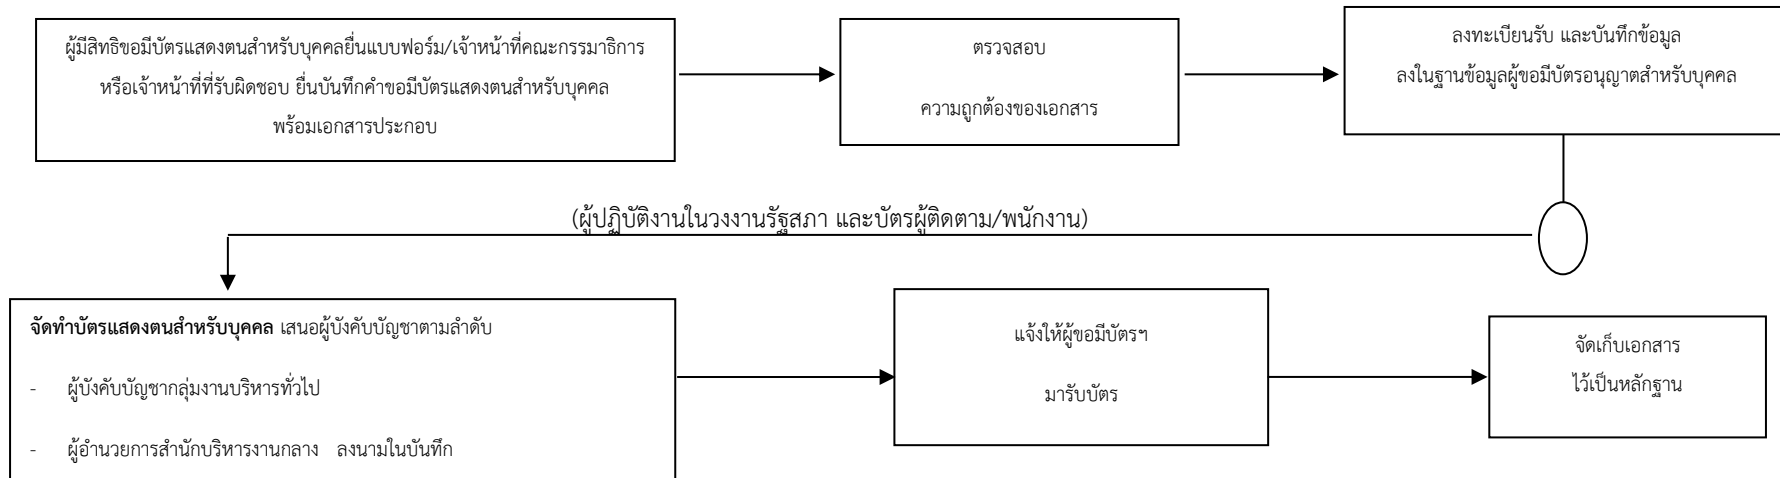 ผู้มีสิทธิขอมีบัตรแสดงตนสำหรับบุคคลยื่นแบบฟอร์ม/เจ้าหน้าที่คณะกรรมาธิการ
หรือเจ้าหน้าที่ที่รับผิดชอบ ยื่นบันทึกคำขอมีบัตรแสดงตนสำหรับบุคคล
พร้อมเอกสารประกอบ
ตรวจสอบ
ความถูกต้องของเอกสาร
ลงทะเบียนรับ และบันทึกข้อมูล
ลงในฐานข้อมูลผู้ขอมีบัตรอนุญาตสำหรับบุคคล
(ผู้ปฏิบัติงานในวงงานรัฐสภา และบัตรผู้ติดตาม/พนักงาน)
จัดทำบัตรแสดงตนสำหรับบุคคล เสนอผู้บังคับบัญชาตามลำดับ
- ผู้บังคับบัญชากลุ่มงานบริหารทั่วไป
- ผู้อำนวยการสำนักบริหารงานกลาง ลงนามในบันทึก
แจ้งให้ผู้ขอมีบัตรฯ
มารับบัตร
จัดเก็บเอกสาร
ไว้เป็นหลักฐาน